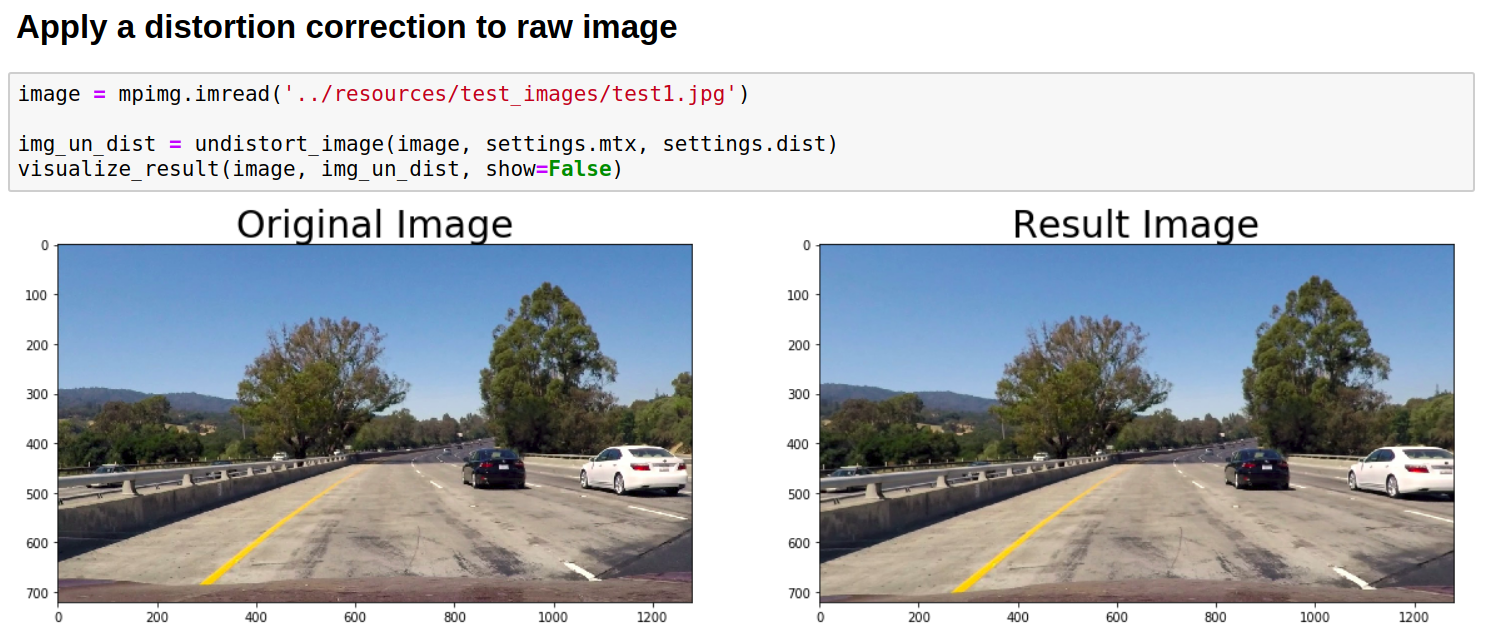 Apply a distortion correction to raw image
image = mpimg.imread('../resources/test_images/test1.jpg')
img_un_dist = undistort_image(image, settings.mtx, settings.dist)
visualize_result(image, img_un_dist, show=False)
Original Image
0
100
200
300
400
500
600
700
0 200 400 600 800 1000 1200
Result Image
0
100
200
300
400
500
600
700
0 200 400 600 800 1000 1200